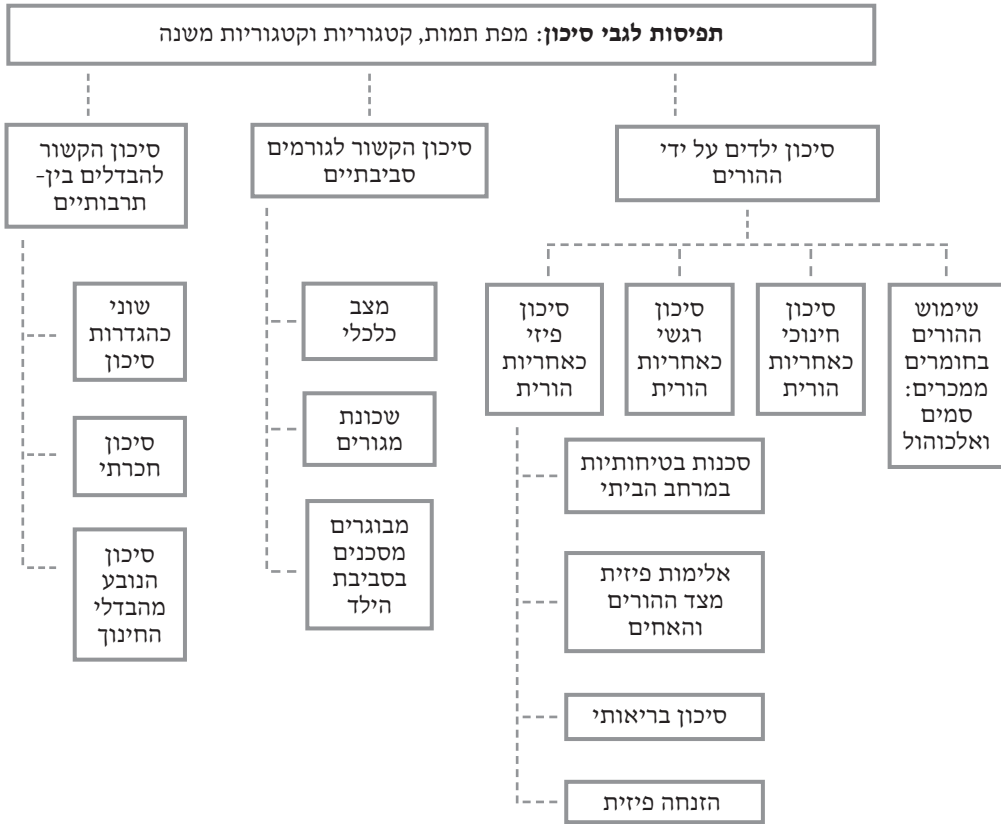 תפיסות לגבי סיכון: מפת תמות, קטגוריות וקטגוריות משנה
סיכון ילדים על ידי
ההורים
סיכון הקשור לגורמים
סביבתיים
סיכון הקשור
להבדלים בין-
תרבותיים
שימוש
ההורים
בחומרים
ממכרים:
סמים
ואלכוהול
סיכון
חינוכי
כאחריות
הורית
סיכון
רגשי
כאחריות
הורית
סיכון
פיזי
כאחריות
הורית
סכנות בטיחותיות
במרחב הביתי
אלימות פיזית
מצד ההורים
והאחים
סיכון בריאותי
הזנחה פיזית
מצב
כלכלי
שכונת
מגורים
מבוגרים
מסכנים
בסביבת
הילד
שוני
כהגדרות
סיכון
סיכון
חכרתי
סיכון
הנובע
מהבדלי
החינוך